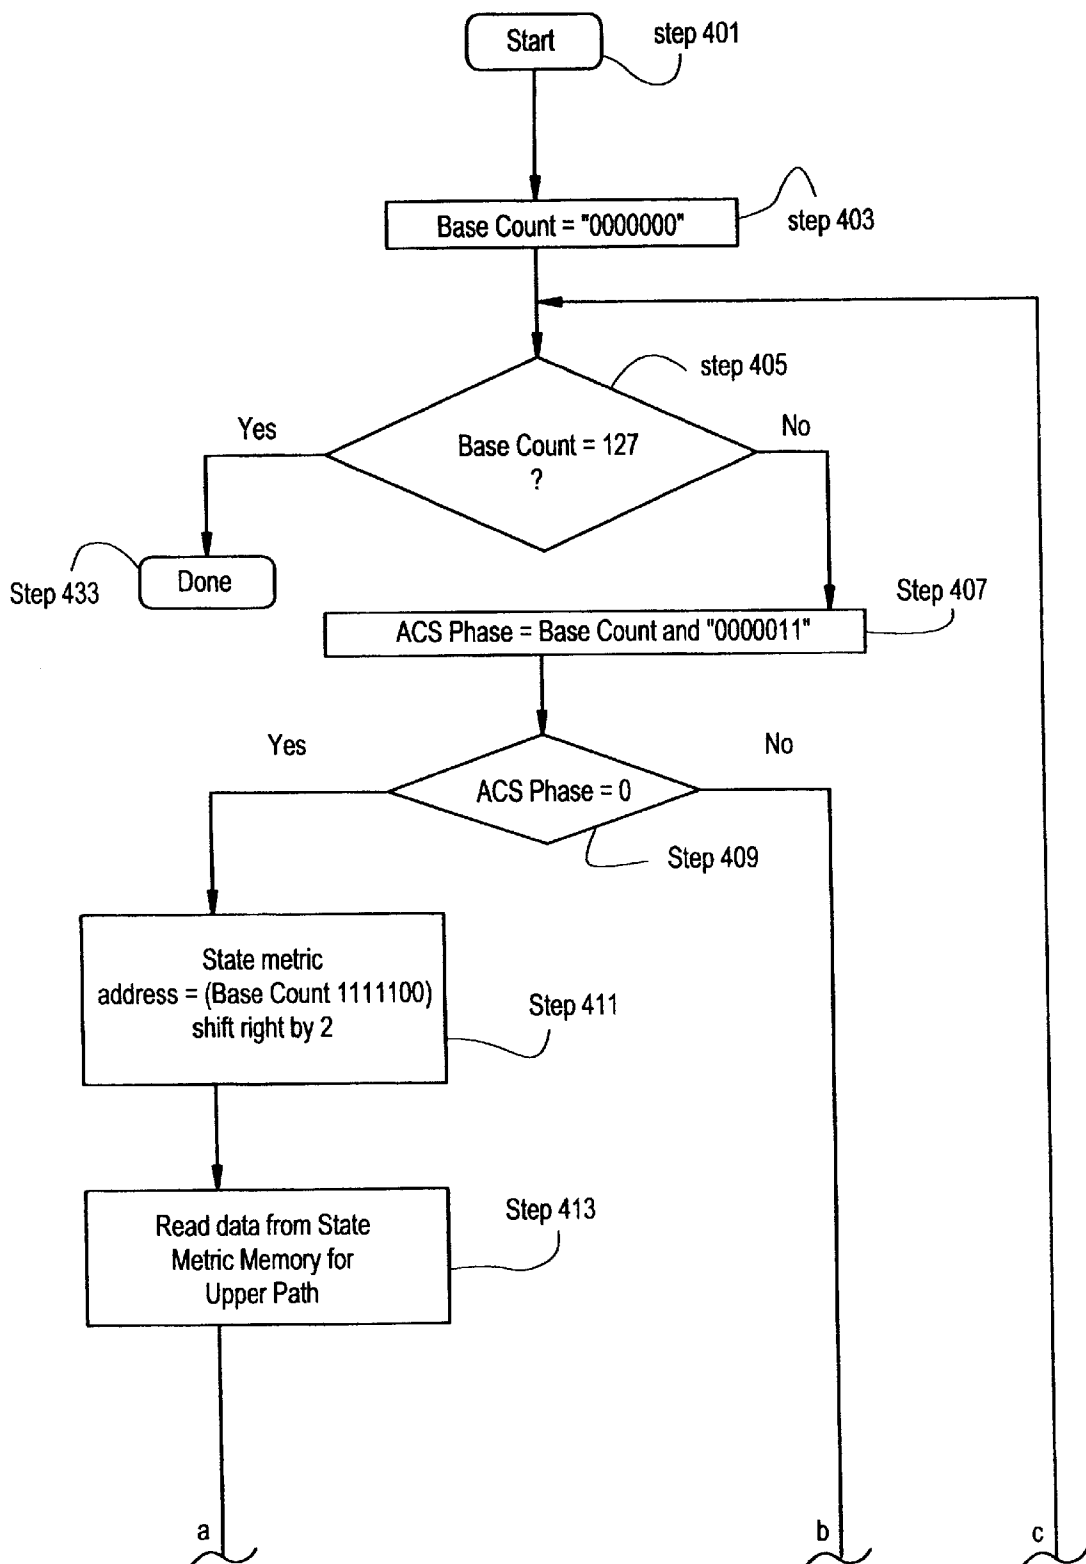 Start
step 401
Base Count = "0000000"
step 403
step 405
Yes
No
Base Count = 127
?
Step 433
Done
Step 407
ACS Phase = Base Count and "0000011"
Yes
No
ACS Phase = 0
Step 409
State metric
address = (Base Count 1111100)
shift right by 2
Step 411
Read data from State
Metric Memory for
Upper Path
Step 413
a
b
c